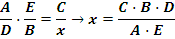 A/D · E/B = C/x → x = (C · B · D)/(A · E)